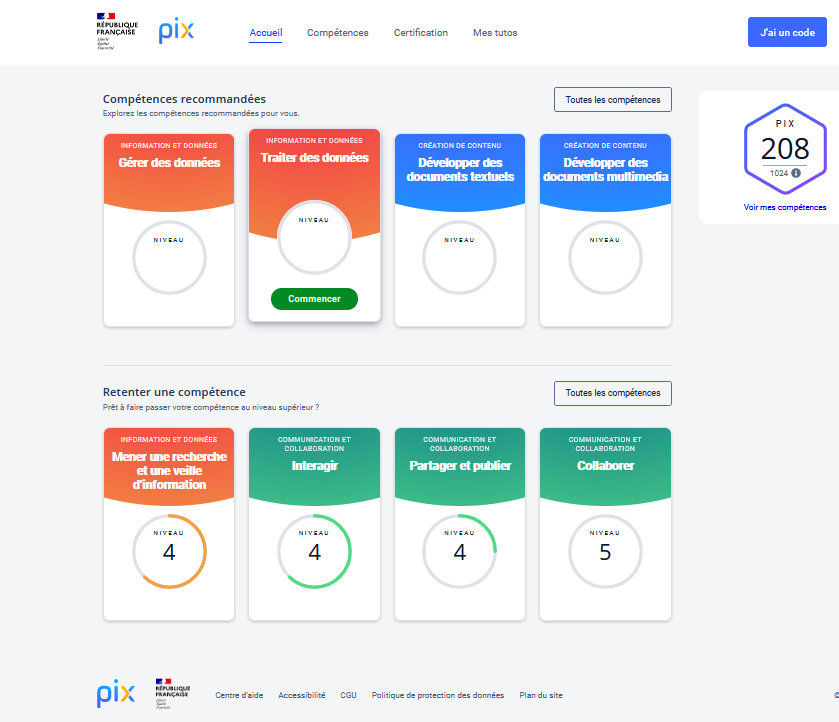 RÉPUBLIQUE
FRANÇAISE
Liberté
Égalité
Fraternité
pix
Accueil
Compétences
Certification
Mes tutos
J'ai un code
Compétences recommandées
Explorez les compétences recommandées pour vous.
Toutes les compétences
INFORMATION ET DONNÉES
Gérer des données
NIVEAU
INFORMATION ET DONNÉES
Traiter des données
NIVEAU
Commencer
CRÉATION DE CONTENU
Développer des
documents textuels
NIVEAU
CRÉATION DE CONTENU
Développer des
documents multimedia
NIVEAU
PIX
208
1024 i
Voir mes compétences
Retenter une compétence
Prêt à faire passer votre compétence au niveau supérieur ?
Toutes les compétences
INFORMATION ET DONNÉES
Mener une recherche
et une veille
d'information
NIVEAU
4
COMMUNICATION ET
COLLABORATION
Interagir
NIVEAU
4
COMMUNICATION ET
COLLABORATION
Partager et publier
NIVEAU
4
COMMUNICATION ET
COLLABORATION
Collaborer
NIVEAU
5
pix
RÉPUBLIQUE
FRANÇAISE
Liberté
Égalité
Fraternité
Centre d'aide
Accessibilité
CGU
Politique de protection des données
Plan du site
©